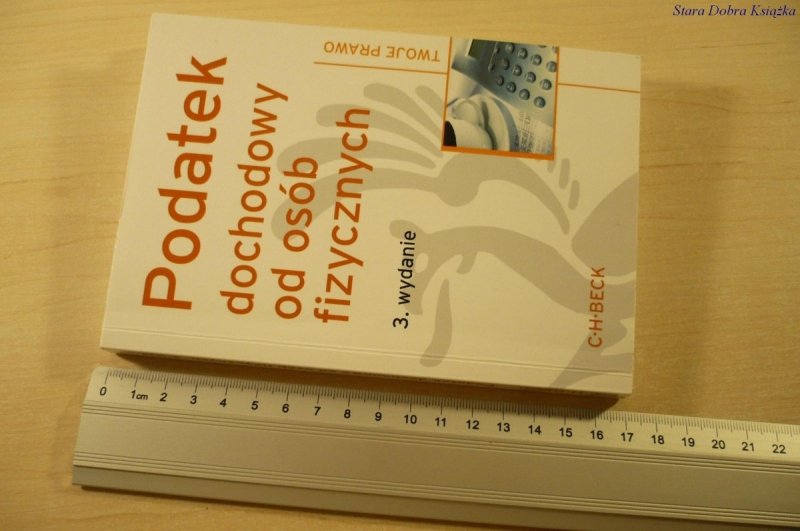 Stara Dobra Książka
TWOJE PRAWO
Podatek
dochodowy
od osób
fizycznych
3. wydanie
C·H·BECK
0 1cm 2 3 4 5 6 7 8 9 10 11 12 13 14 15 16 17 18 19 20 21 22